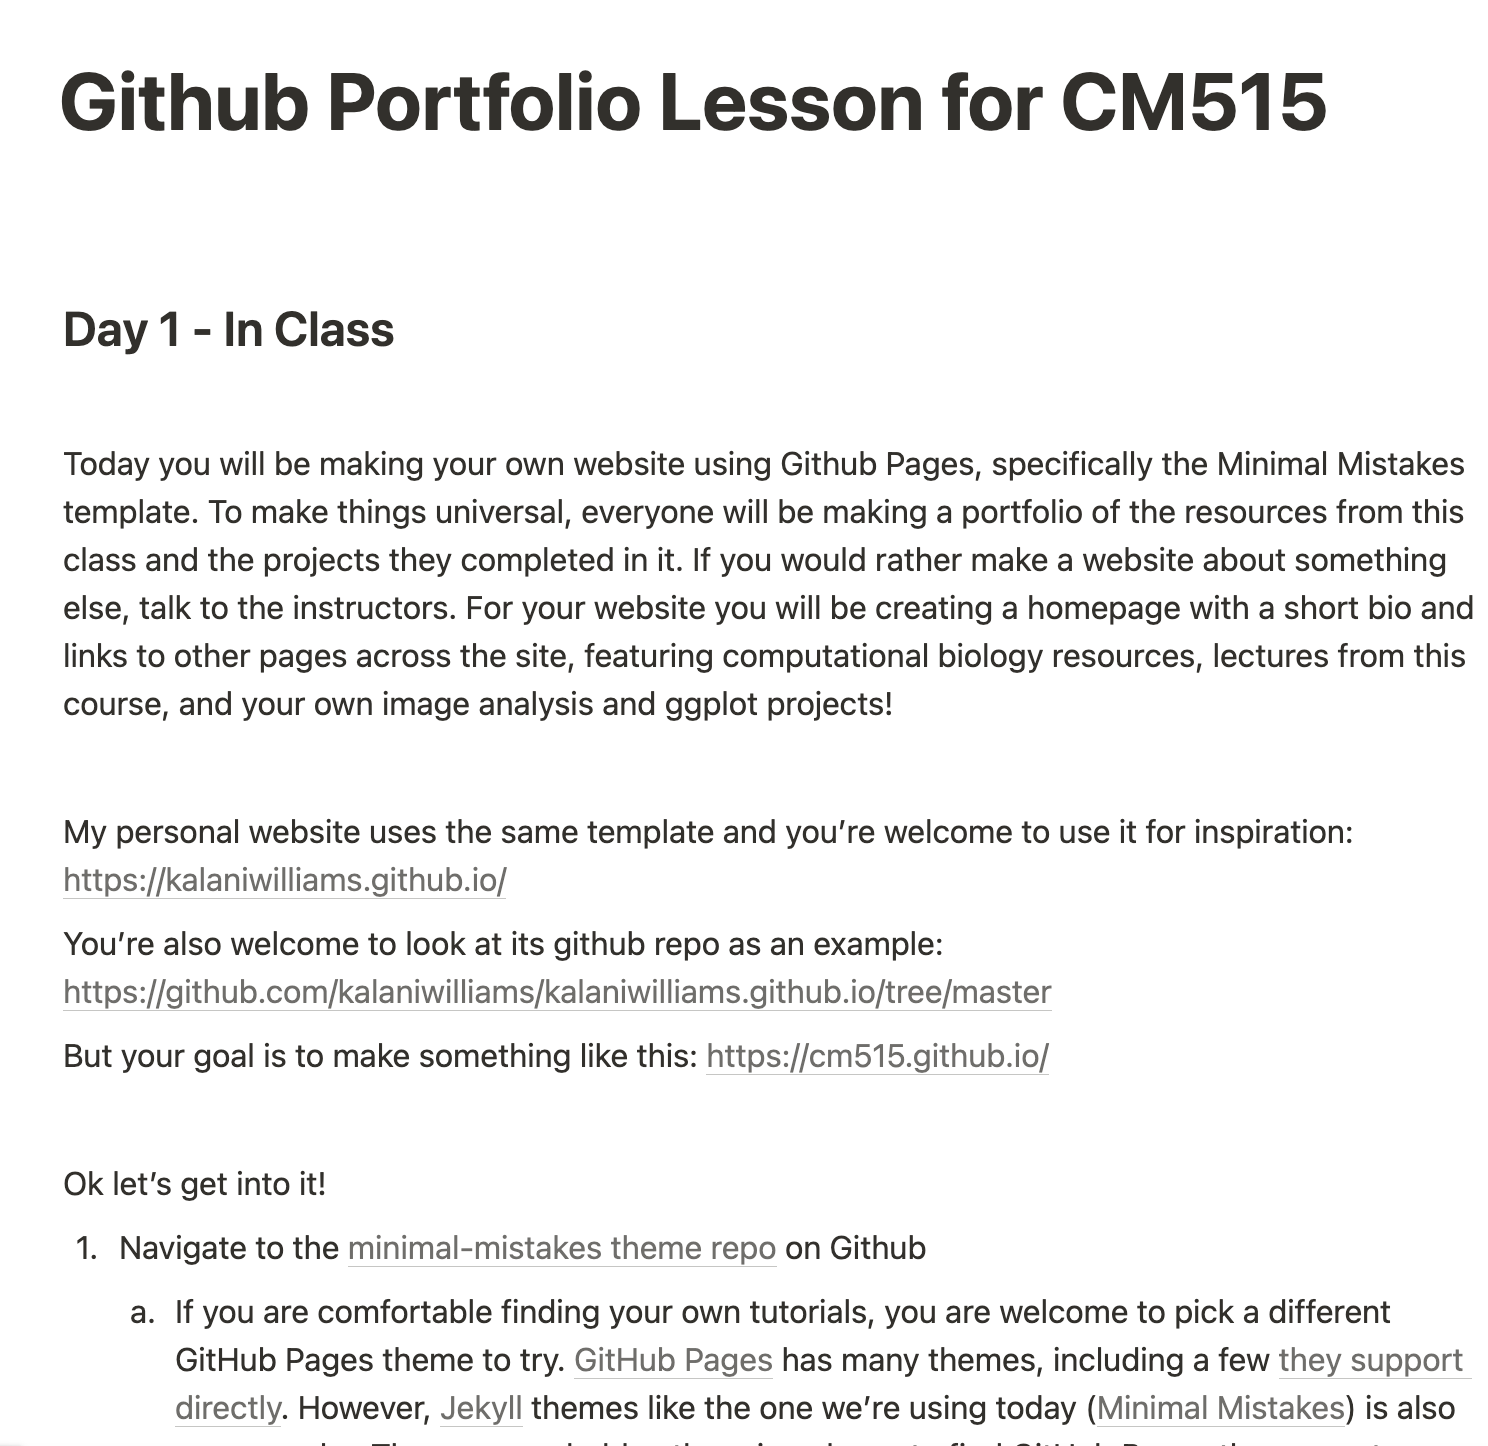 Github Portfolio Lesson for CM515
Day 1 - In Class
Today you will be making your own website using Github Pages, specifically the Minimal Mistakes
template. To make things universal, everyone will be making a portfolio of the resources from this
class and the projects they completed in it. If you would rather make a website about something
else, talk to the instructors. For your website you will be creating a homepage with a short bio and
links to other pages across the site, featuring computational biology resources, lectures from this
course, and your own image analysis and ggplot projects!
My personal website uses the same template and you’re welcome to use it for inspiration:
https://kalaniwilliams.github.io/
You’re also welcome to look at its github repo as an example:
https://github.com/kalaniwilliams/kalaniwilliams.github.io/tree/master
But your goal is to make something like this: https://cm515.github.io/
Ok let’s get into it!
1. Navigate to the minimal-mistakes theme repo on Github
a. If you are comfortable finding your own tutorials, you are welcome to pick a different
GitHub Pages theme to try. GitHub Pages has many themes, including a few they support
directly. However, Jekyll themes like the one we’re using today (Minimal Mistakes) is also